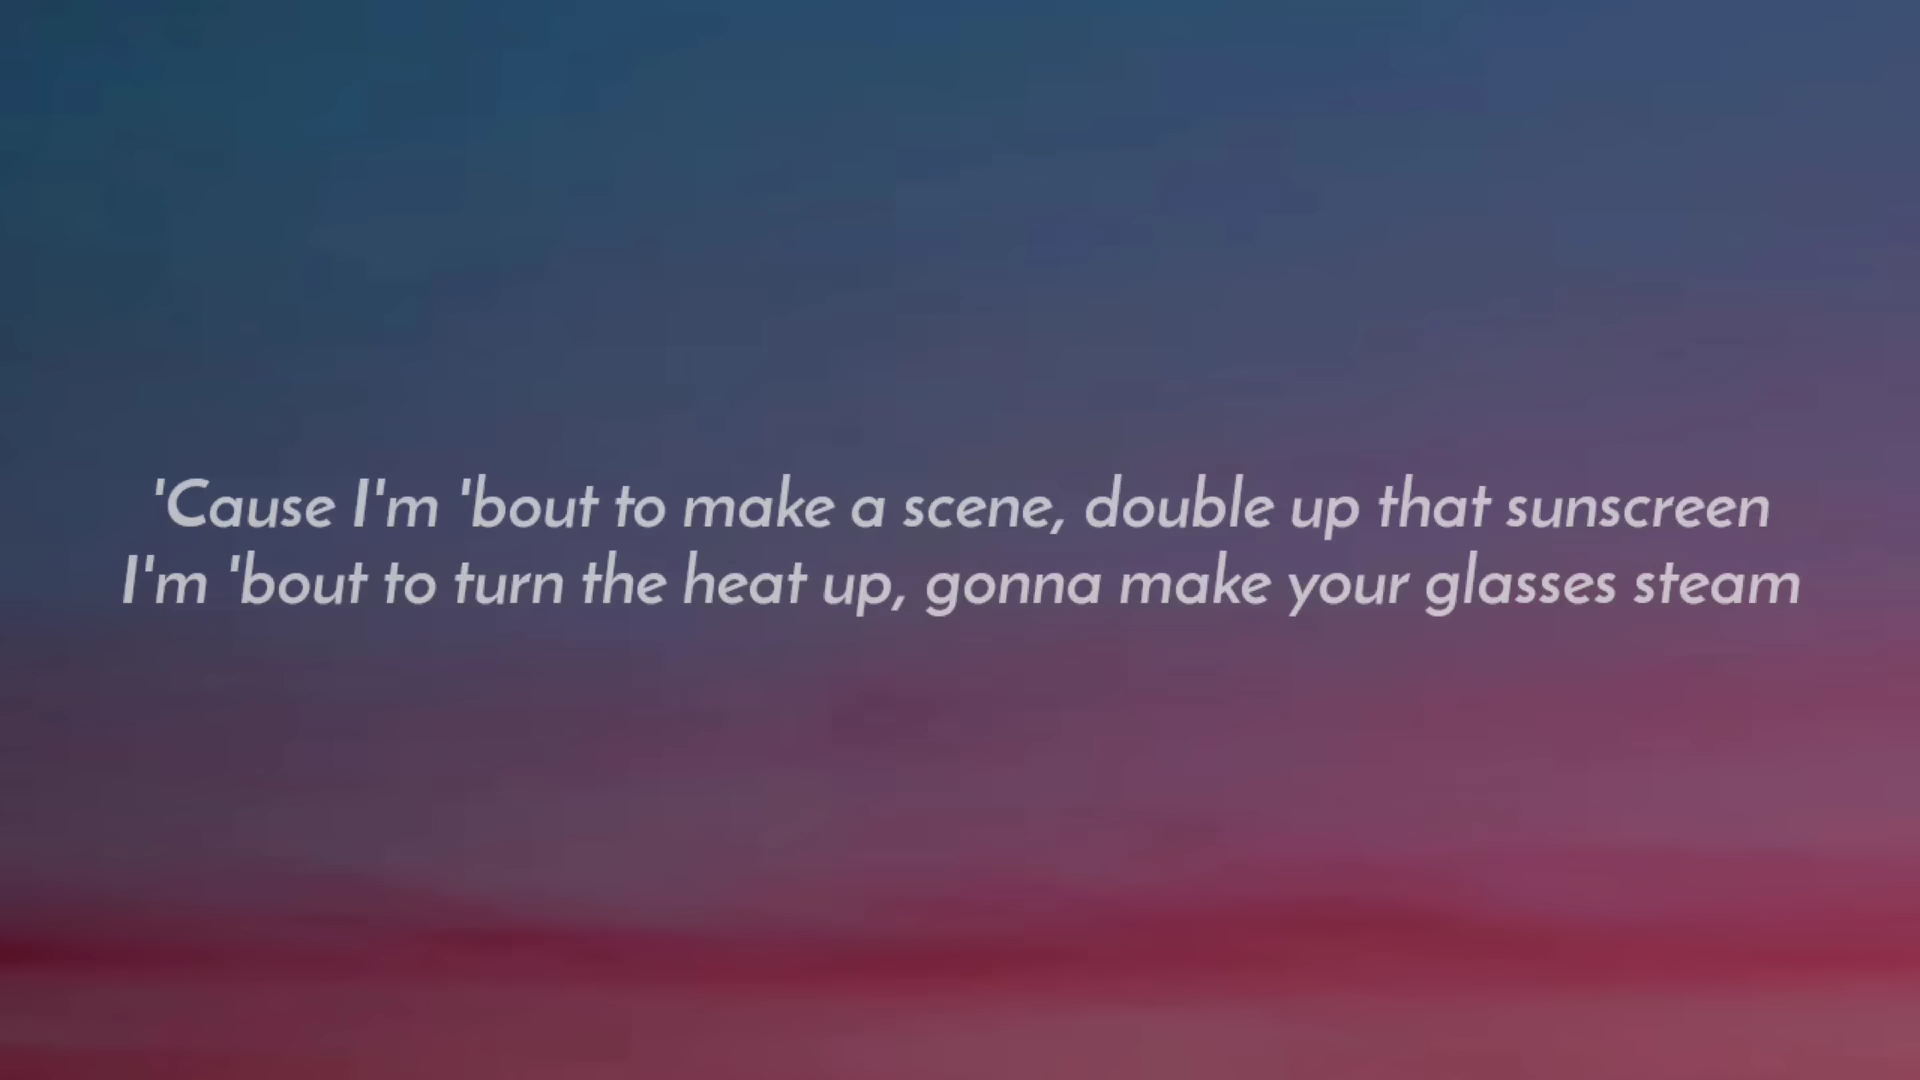 'Cause I'm 'bout to make a scene, double up that sunscreen
I'm 'bout to turn the heat up, gonna make your glasses steam